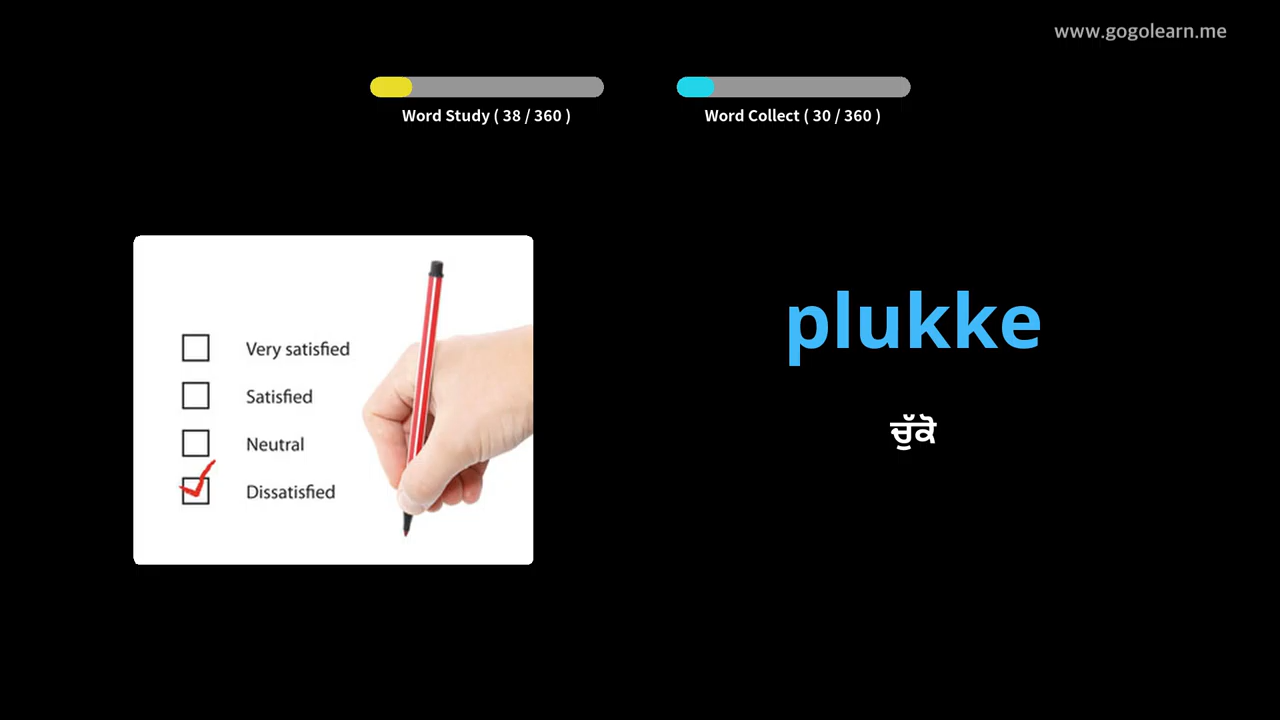 www.gogolearn.me
Word Study ( 38 / 360 )
Word Collect ( 30 / 360 )
Very satisfied
Satisfied
Neutral
Dissatisfied
plukke
ਚੁੱਕੋ